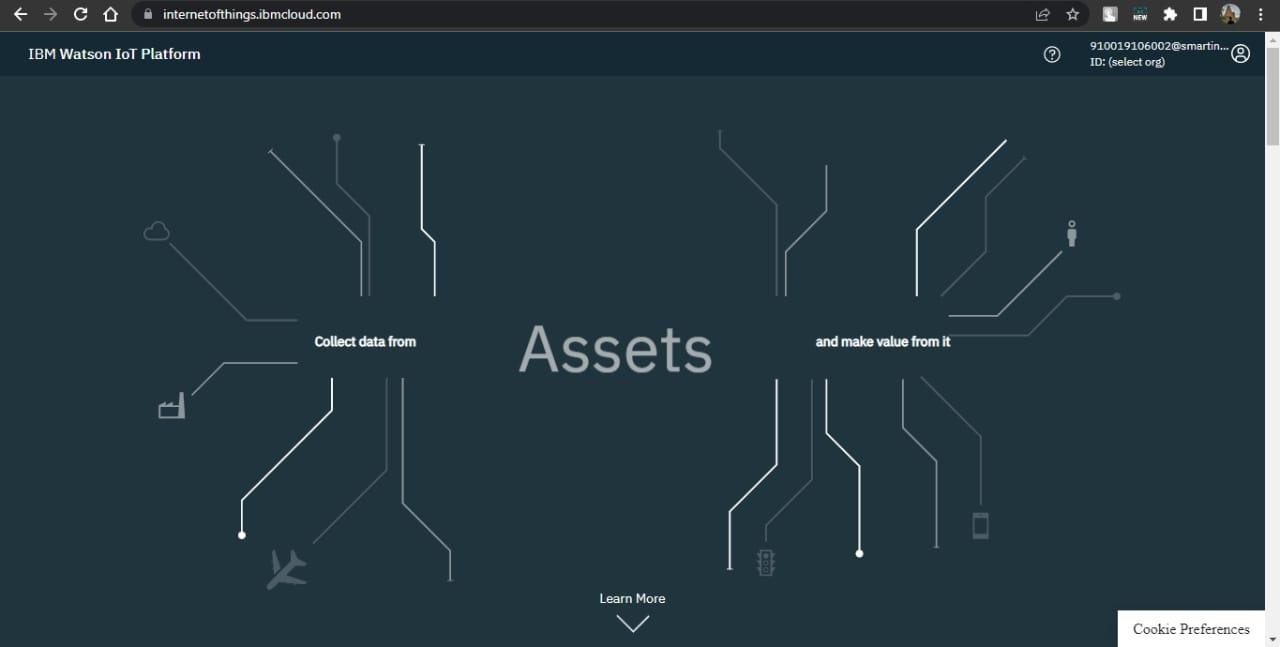 internetofthings.ibmcloud.com
NEW
IBM Watson IoT Platform
910019106002@smartin...
ID: (select org)
Collect data from
Assets
and make value from it
Learn More
Cookie Preferences